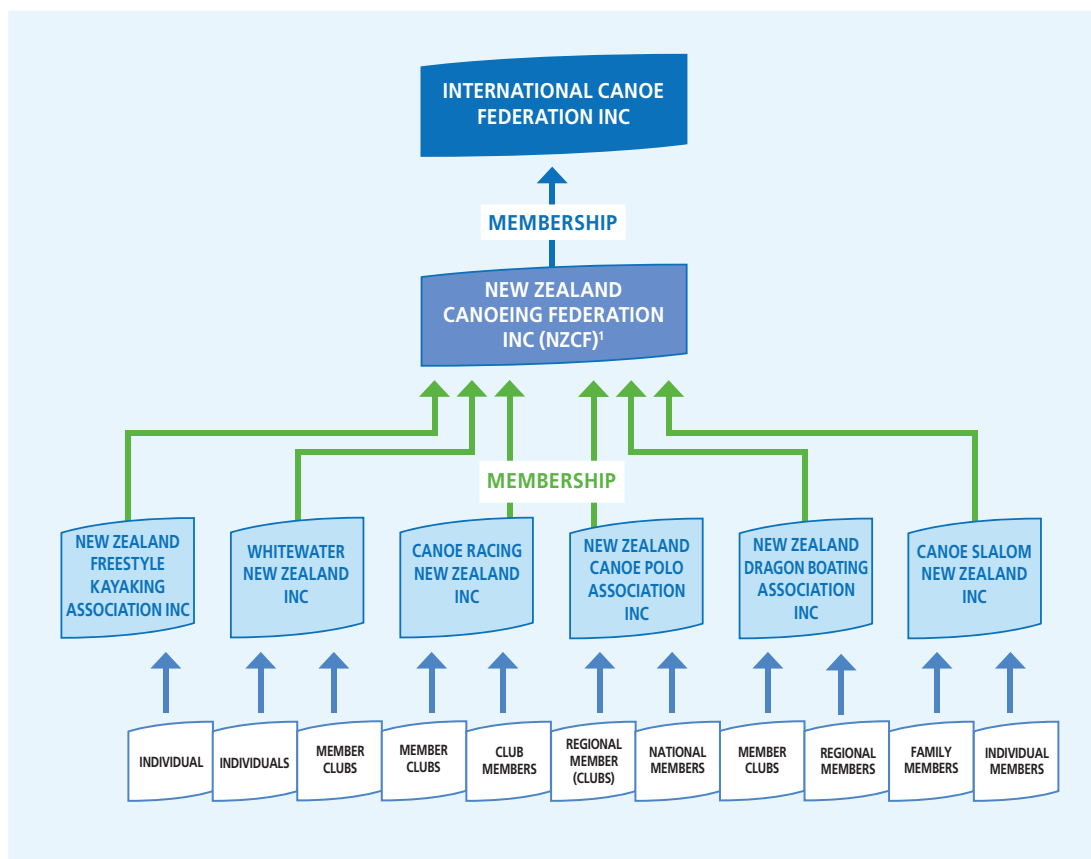 INTERNATIONAL CANOE
FEDERATION INC
MEMBERSHIP
NEW ZEALAND
CANOEING FEDERATION
INC (NZCF)¹
MEMBERSHIP
NEW ZEALAND
FREESTYLE
KAYAKING
ASSOCIATION INC
WHITEWATER
NEW ZEALAND
INC
CANOE RACING
NEW ZEALAND
INC
NEW ZEALAND
CANOE POLO
ASSOCIATION
INC
NEW ZEALAND
DRAGON BOATING
ASSOCIATION
INC
CANOE SLALOM
NEW ZEALAND
INC
INDIVIDUAL
INDIVIDUALS
MEMBER
CLUBS
MEMBER
CLUBS
CLUB
MEMBERS
REGIONAL
MEMBER
(CLUBS)
NATIONAL
MEMBERS
MEMBER
CLUBS
REGIONAL
MEMBERS
FAMILY
MEMBERS
INDIVIDUAL
MEMBERS